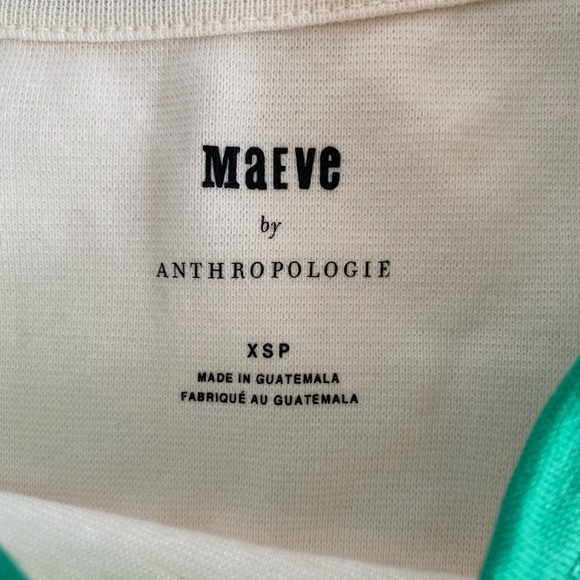 MaEVe
by
ANTHROPOLOGIE
XSP
MADE IN GUATEMALA
FABRIQUÉ AU GUATEMALA